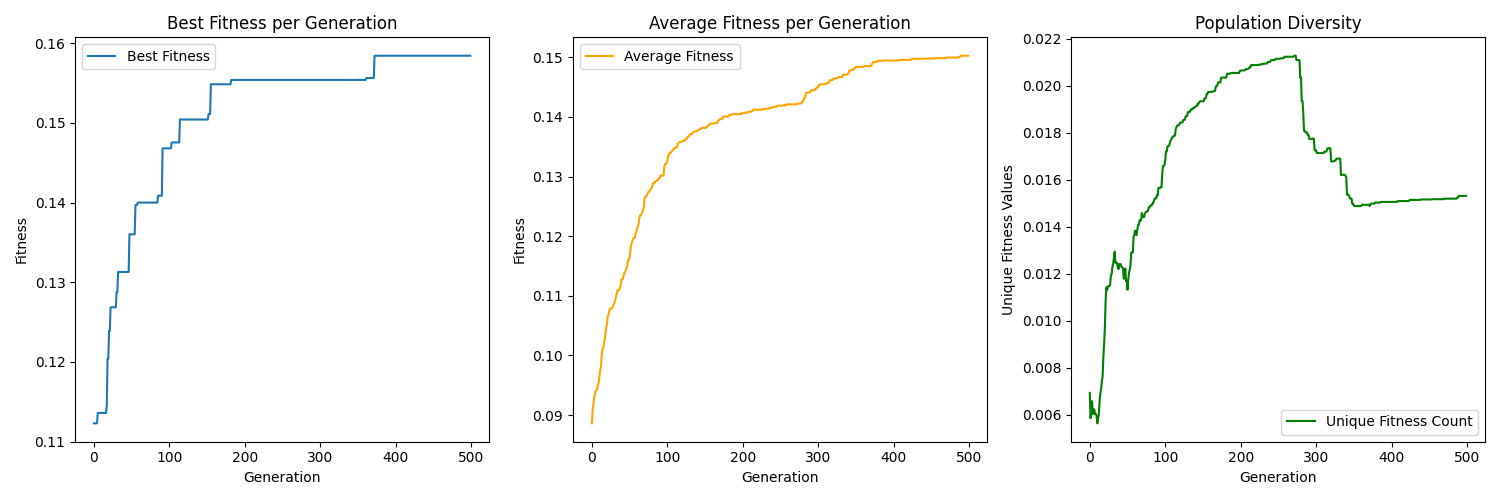 Best Fitness per Generation
Best Fitness
Fitness
0.16
0.15
0.14
0.13
0.12
0.11
0 100 200 300 400 500
Generation
Average Fitness per Generation
Average Fitness
Fitness
0.15
0.14
0.13
0.12
0.11
0.10
0.09
0 100 200 300 400 500
Generation
Population Diversity
Unique Fitness Values
0.022
0.020
0.018
0.016
0.014
0.012
0.010
0.008
0.006
Unique Fitness Count
0 100 200 300 400 500
Generation